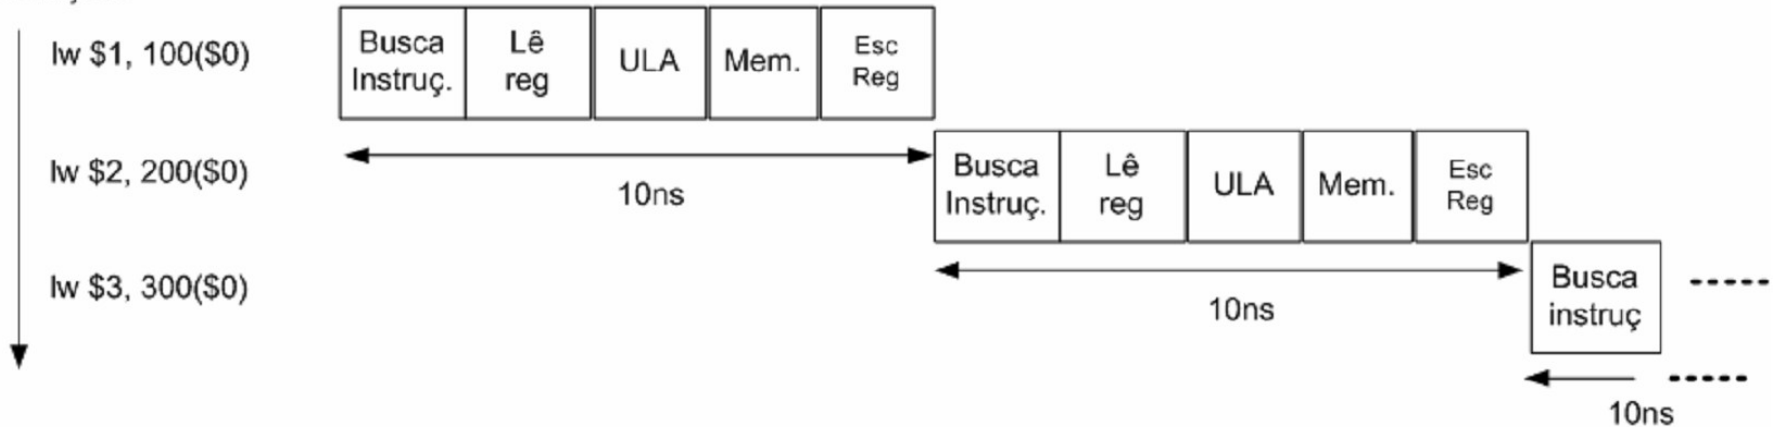 lw $1, 100($0)
Busca
Instruç.
Lê
reg
ULA
Mem.
Esc
Reg
10ns
lw $2, 200($0)
Busca
Instruç.
Lê
reg
ULA
Mem.
Esc
Reg
10ns
lw $3, 300($0)
Busca
instruç
10ns